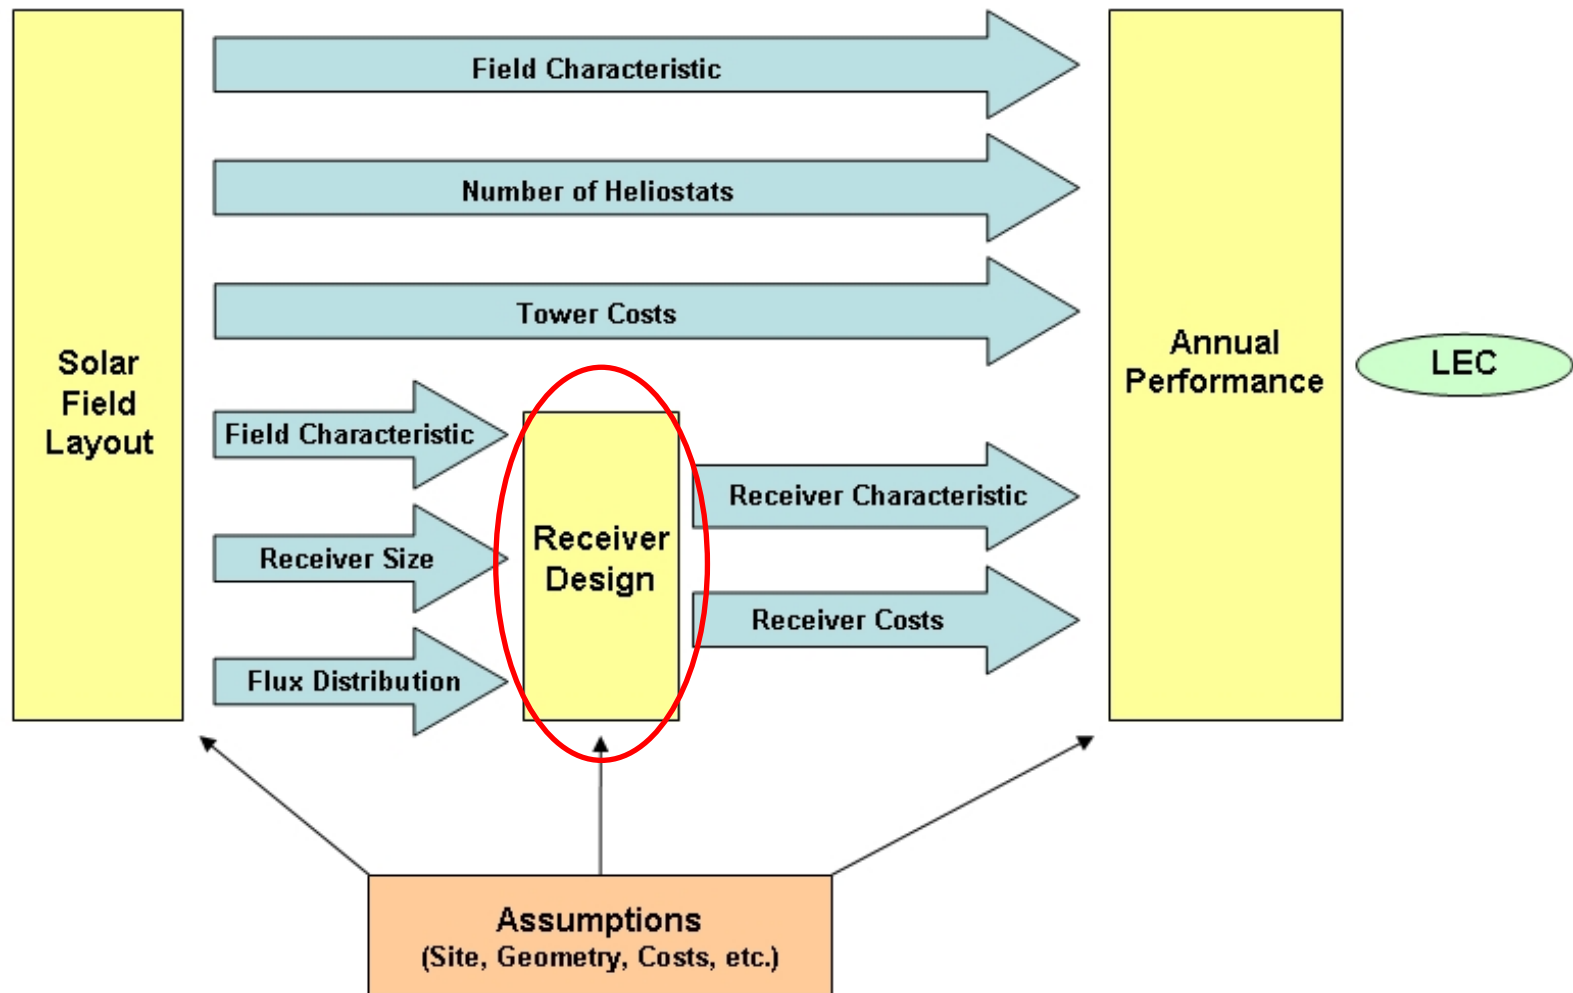 Field Characteristic
Number of Heliostats
Tower Costs
Solar
Field
Layout
Field Characteristic
Receiver Size
Flux Distribution
Receiver
Design
Receiver Characteristic
Receiver Costs
Annual
Performance
LEC
Assumptions
(Site, Geometry, Costs, etc.)